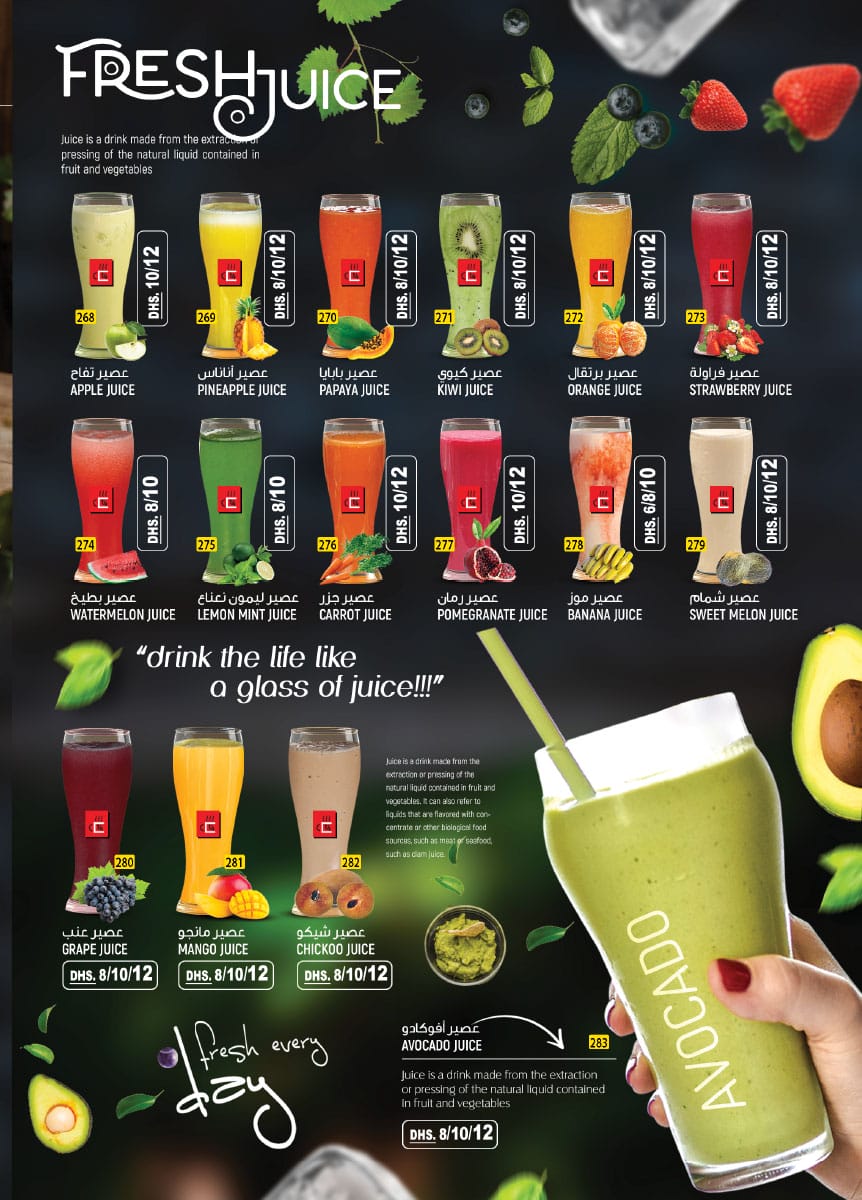 FRESH JUICE
Juice is a drink made from the extraction or
pressing of the natural liquid contained in
fruit and vegetables
DHS. 10/12
268
عصير تفاح
APPLE JUICE
DHS. 8/10/12
269
عصير أناناس
PINEAPPLE JUICE
DHS. 8/10/12
270
عصير بابايا
PAPAYA JUICE
DHS. 8/10/12
271
عصير كيوي
KIWI JUICE
DHS. 8/10/12
272
عصير برتقال
ORANGE JUICE
DHS. 8/10/12
273
عصير فراولة
STRAWBERRY JUICE
DHS. 8/10
274
عصير بطيخ
WATERMELON JUICE
DHS. 8/10
275
عصير ليمون نعناع
LEMON MINT JUICE
DHS. 10/12
276
عصير جزر
CARROT JUICE
DHS. 10/12
277
عصير رمان
POMEGRANATE JUICE
DHS. 6/8/10
278
عصير موز
BANANA JUICE
DHS. 8/10/12
279
عصير شمام
SWEET MELON JUICE
“drink the life like
a glass of juice!!!”
280
عصير عنب
GRAPE JUICE
DHS. 8/10/12
281
عصير مانجو
MANGO JUICE
DHS. 8/10/12
282
عصير شيكو
CHICKOO JUICE
DHS. 8/10/12
Juice is a drink made from the
extraction or pressing of the
natural liquid contained in fruit and
vegetables. It can also refer to
liquids that are flavored with con-
centrate or other biological food
sources, such as meat or seafood,
such as clam juice.
AVOCADO
fresh every
day
عصير أفوكادو
AVOCADO JUICE
283
Juice is a drink made from the extraction
or pressing of the natural liquid contained
in fruit and vegetables
DHS. 8/10/12